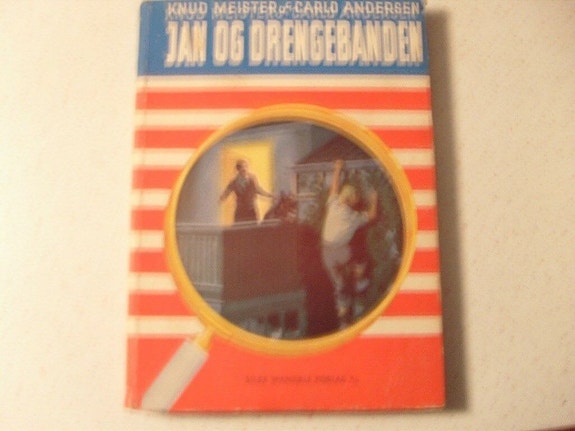 KNUD MEISTER OG CARLO ANDERSEN
JAN OG DRENGEBANDEN